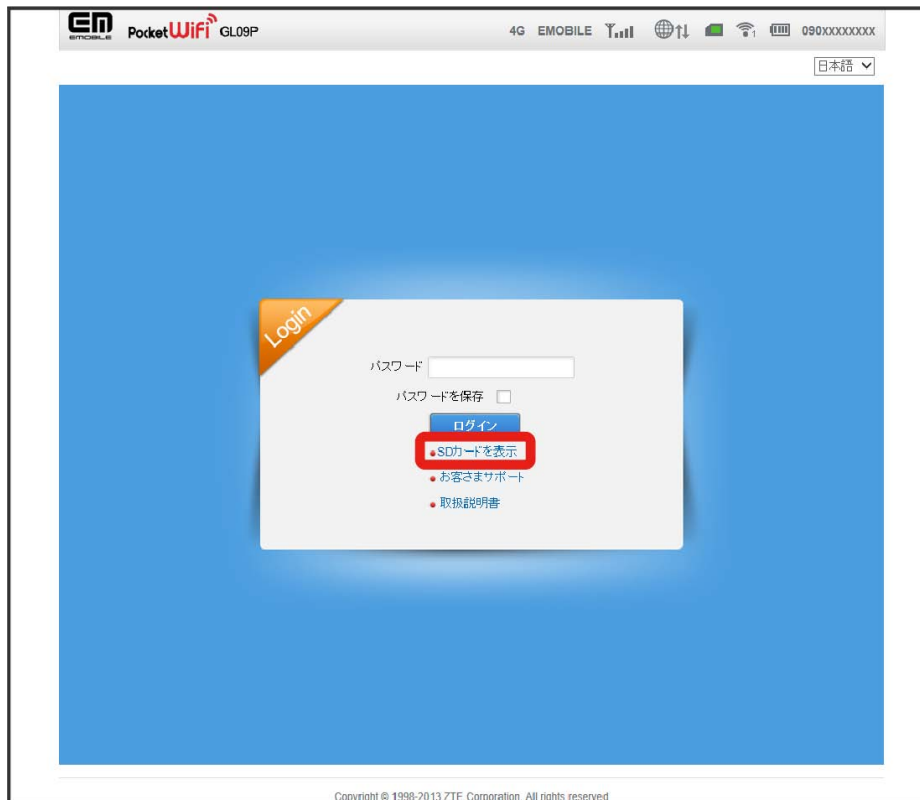 EM
EMOBILE
PocketWiFi GL09P
4G EMOBILE 1 090XXXXXXXX
日本語
Login
パスワード
パスワードを保存
ログイン
SDカードを表示
お客さまサポート
取扱説明書
Copyright © 1998-2013 ZTE Corporation. All rights reserved